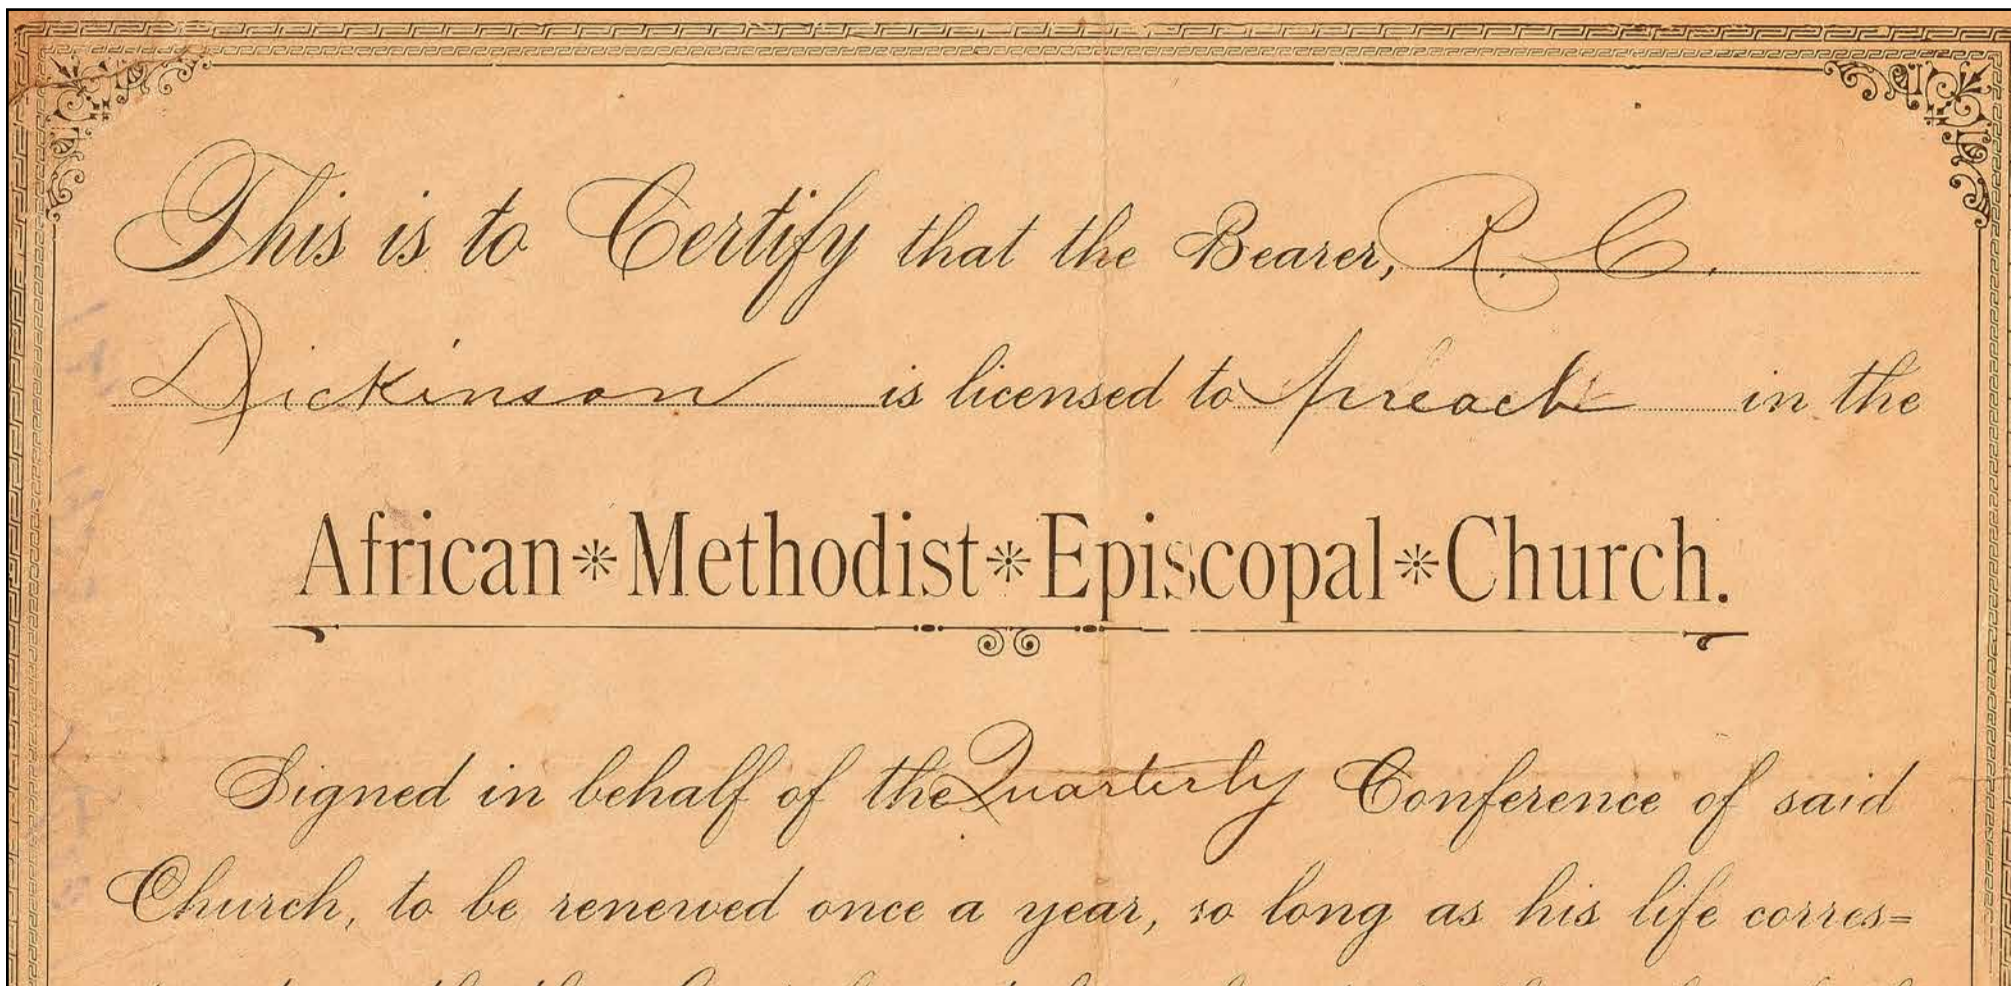 This is to Certify that the Bearer, R. C.
Dickinson is licensed to preach in the
African * Methodist * Episcopal * Church.
Signed in behalf of the Quarterly Conference of said
Church, to be renewed once a year, so long as his life corres=